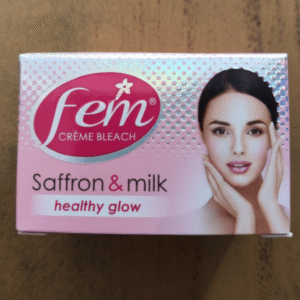 fem®
CRÈME BLEACH
Saffron & milk
healthy glow